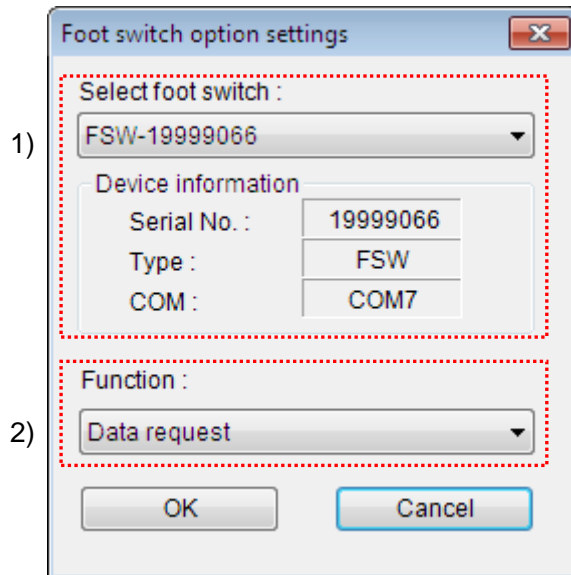 Foot switch option settings
1)
Select foot switch :
FSW-19999066
Device information
Serial No. : 19999066
Type : FSW
COM : COM7
2)
Function :
Data request
OK Cancel